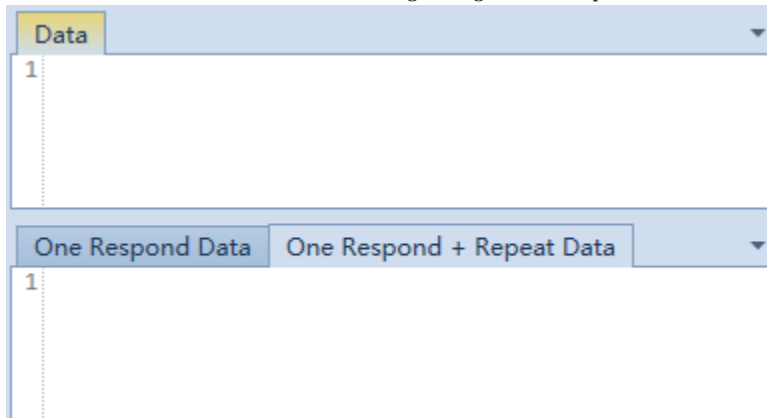 Data
1
One Respond Data One Respond + Repeat Data
1